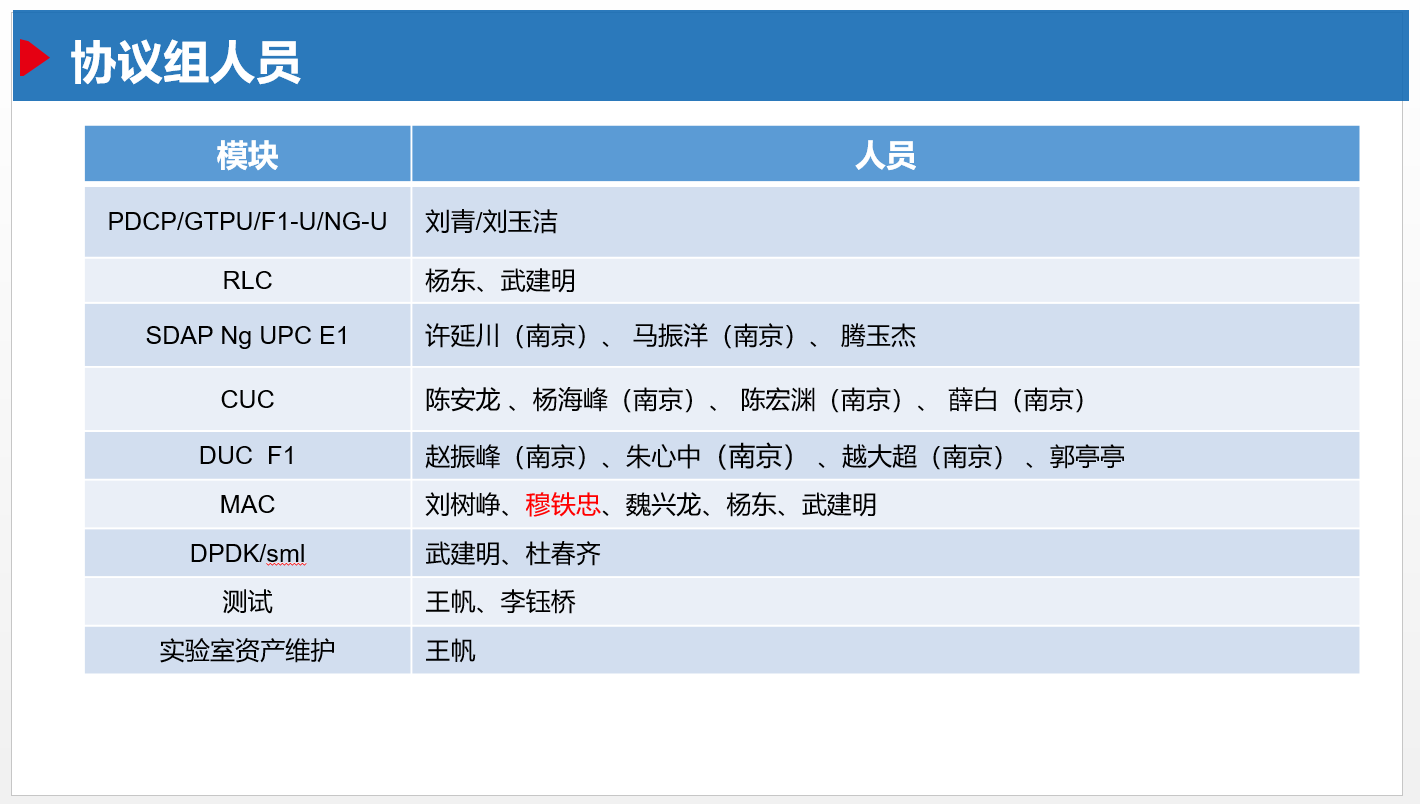 协议组人员
模块 人员
PDCP/GTPU/F1-U/NG-U 刘青/刘玉洁
RLC 杨东、武建明
SDAP Ng UPC E1 许延川（南京）、 马振洋（南京）、 腾玉杰
CUC 陈安龙 、杨海峰（南京）、 陈宏渊（南京）、 薛白（南京）
DUC  F1 赵振峰（南京）、朱心中（南京） 、越大超（南京） 、郭亭亭
MAC 刘树峥、穆铁忠、魏兴龙、杨东、武建明
DPDK/sml 武建明、杜春齐
测试 王帆、李钰桥
实验室资产维护 王帆